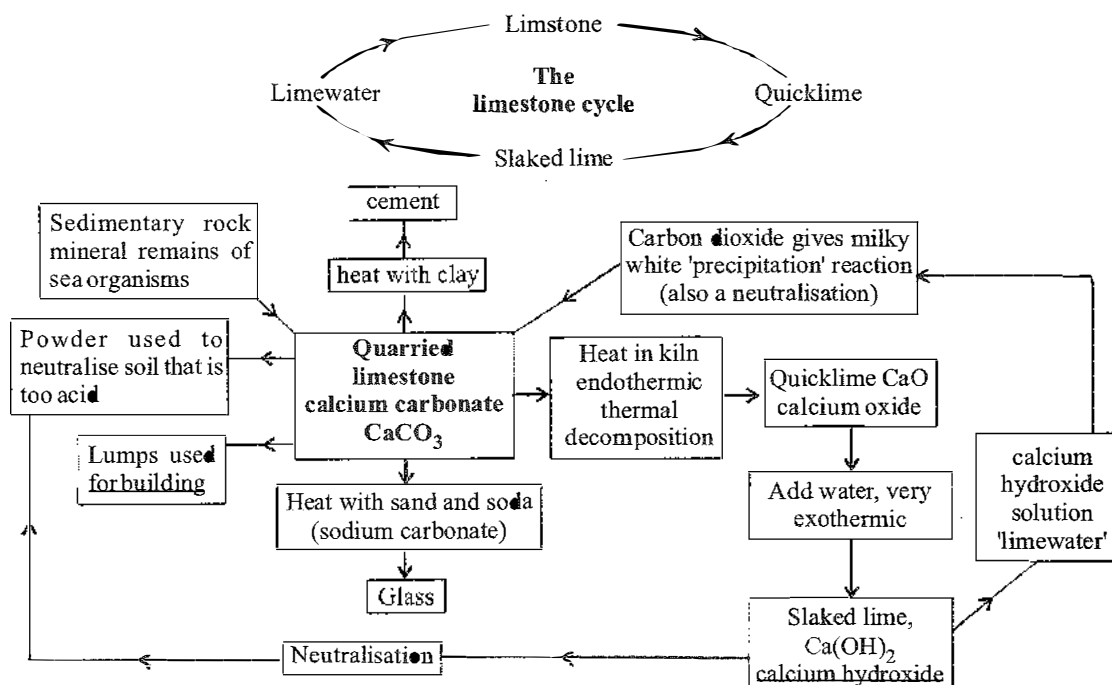 Limstone
Limewater
The
limestone cycle
Quicklime
Slaked lime
cement
Sedimentary rock
mineral remains of
sea organisms
heat with clay
Carbon dioxide gives milky
white 'precipitation' reaction
(also a neutralisation)
Powder used to
neutralise soil that is
too acid
Quarried
limestone
calcium carbonate
CaCO₃
Heat in kiln
endothermic
thermal
decomposition
Quicklime CaO
calcium oxide
Lumps used
for building
Heat with sand and soda
(sodium carbonate)
Add water, very
exothermic
calcium
hydroxide
solution
'limewater'
Glass
Slaked lime,
Ca(OH)₂
calcium hydroxide
Neutralisation